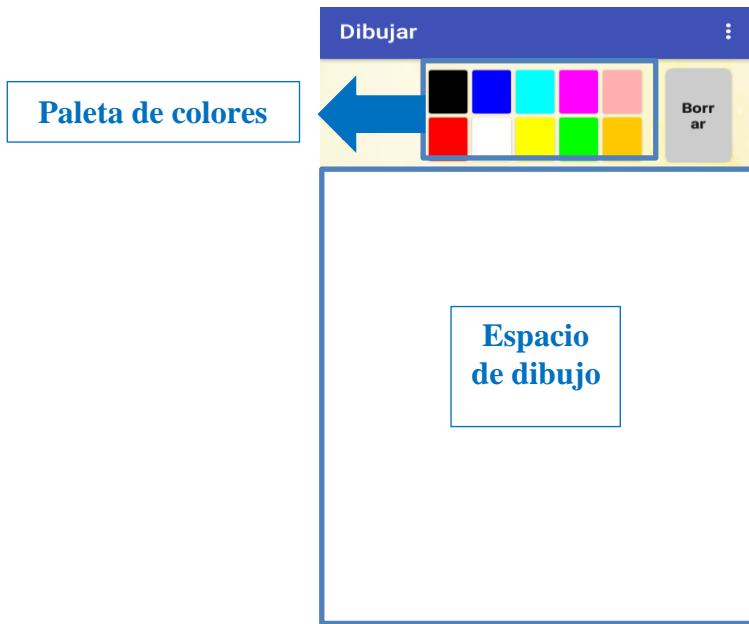 Dibujar
Paleta de colores
Borr
ar
Espacio
de dibujo